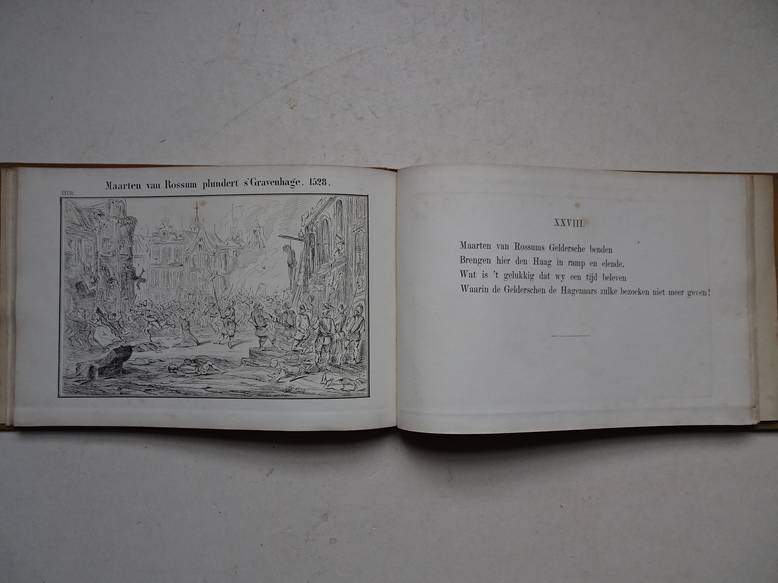 Maarten van Rossum plundert s'Gravenhage. 1528.
XXVIII.
Maarten van Rossums Geldersche benden
Brengen hier den Haag in ramp en elende.
Wat is 't gelukkig dat wy een tijd beleven
Waarin de Gelderschen de Hagenaars zulke bezoeken niet meer geven!